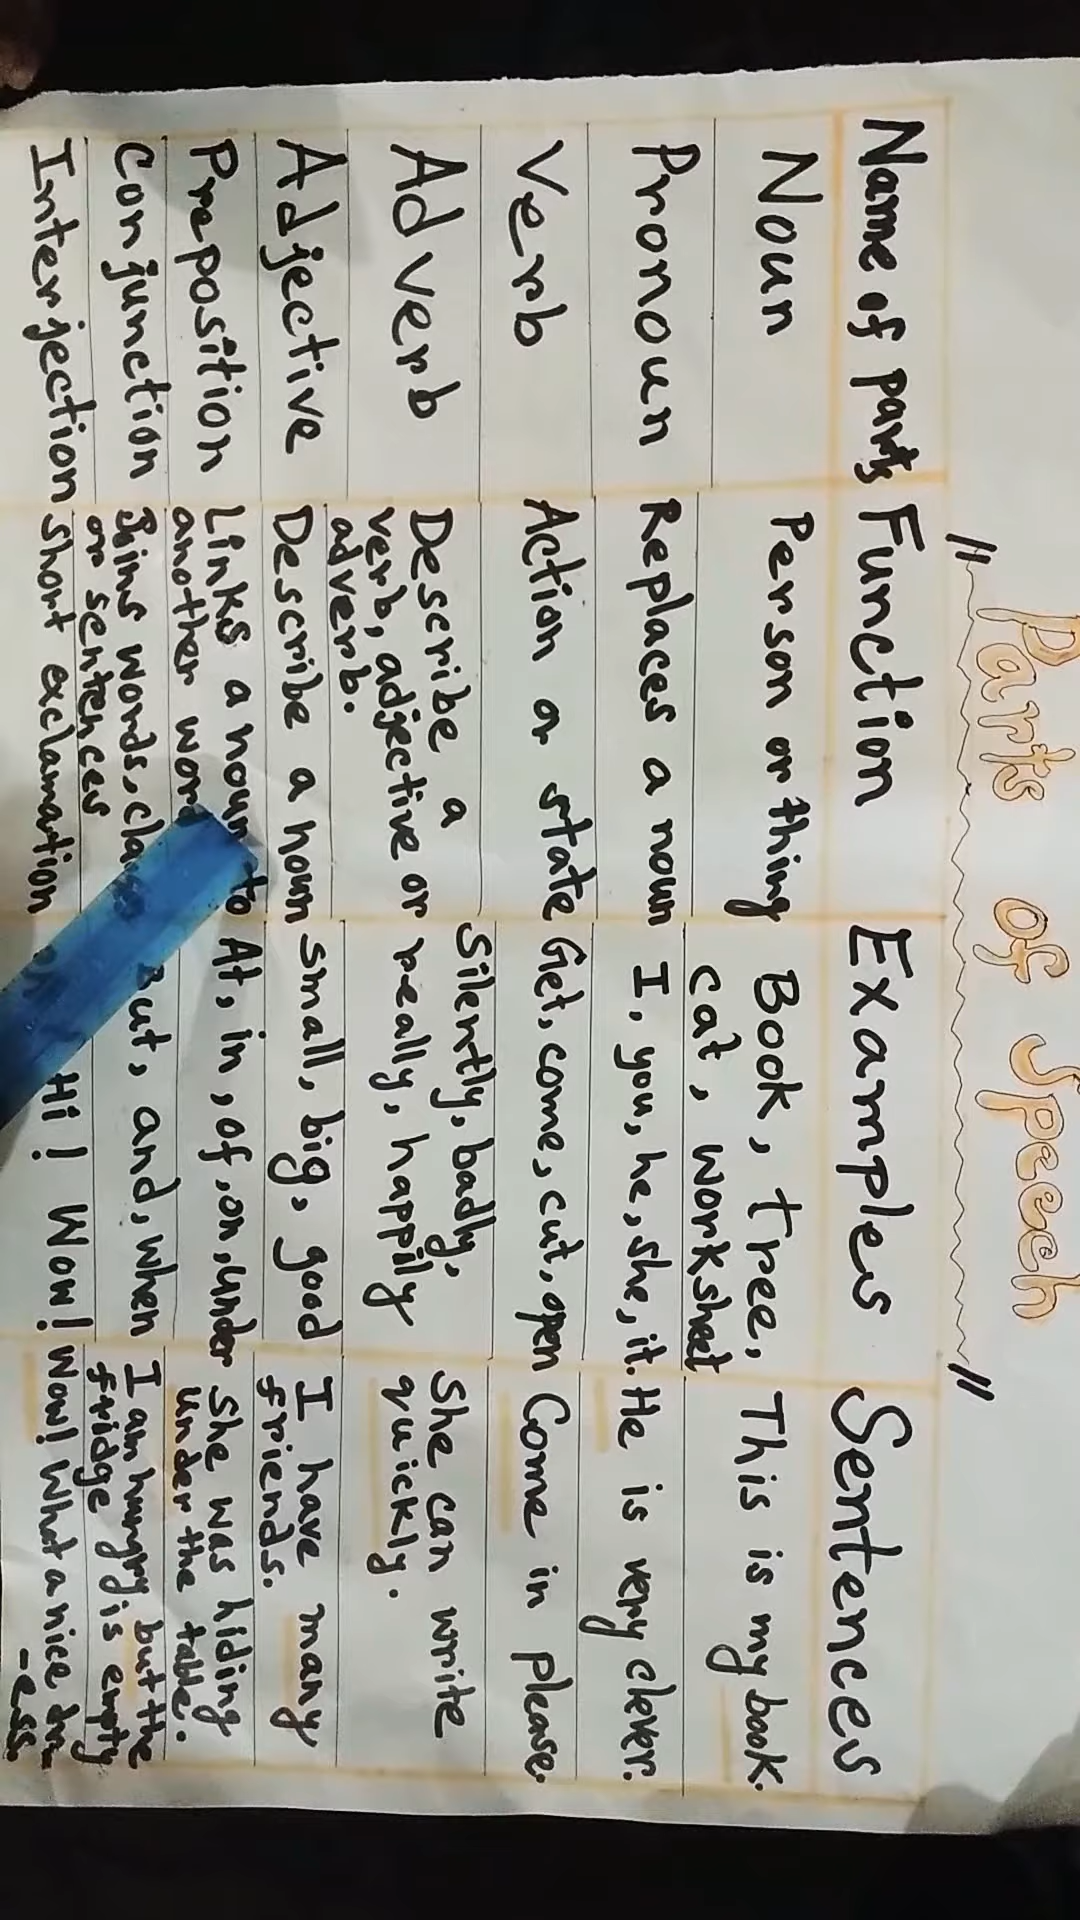 "Parts of Speech"
Name of parts Function Examples Sentences
Noun Person or thing Book, tree, This is my book.
cat, worksheet
Pronoun Replaces a noun I, you, he, she, it. He is very clever.
Verb Action or state Get, come, cut, open Come in please.
Adverb Describe a silently, badly, She can write
verb, adjective or really, happily quickly.
adverb.
Adjective Describe a noun small, big, good I have many
friends.
Preposition Links a noun to At, in, of, on, under She was hiding
another word under the table.
Conjunction Joins words, but, and, when I am hungry, but the
or sentences fridge is empty
Interjection short exclamation Hi! Wow! Wow! What a nice dr-
-ess.